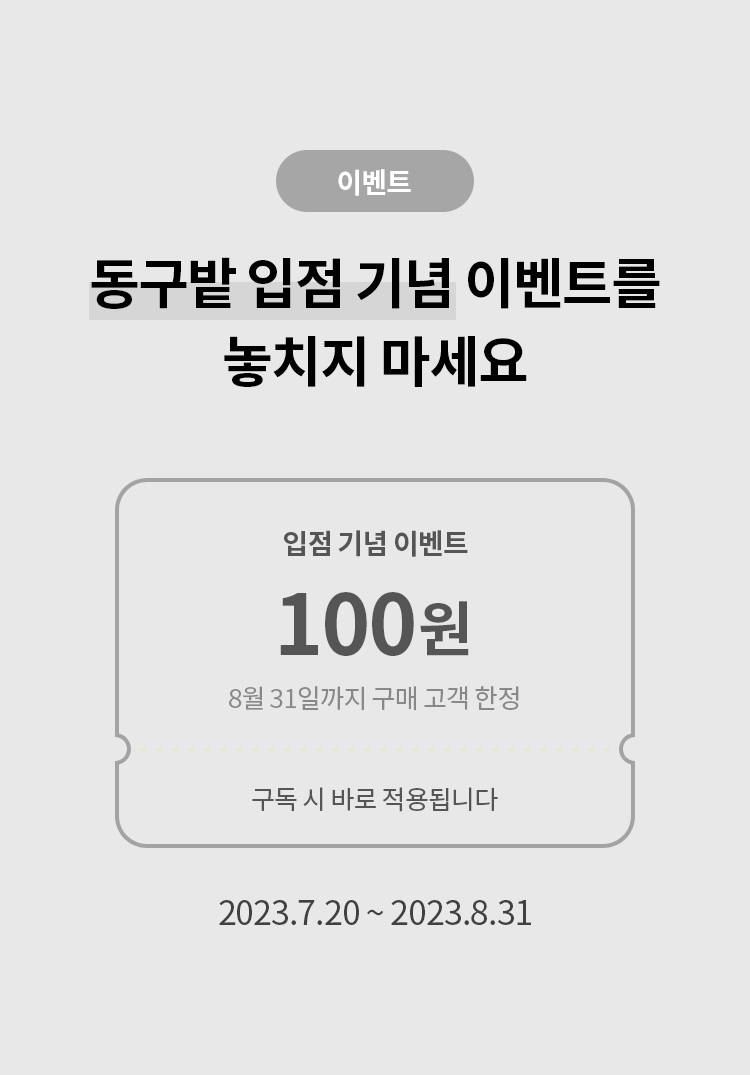 이벤트
동구밭 입점 기념 이벤트를
놓치지 마세요
입점 기념 이벤트
100원
8월 31일까지 구매 고객 한정
구독 시 바로 적용됩니다
2023.7.20 ~ 2023.8.31